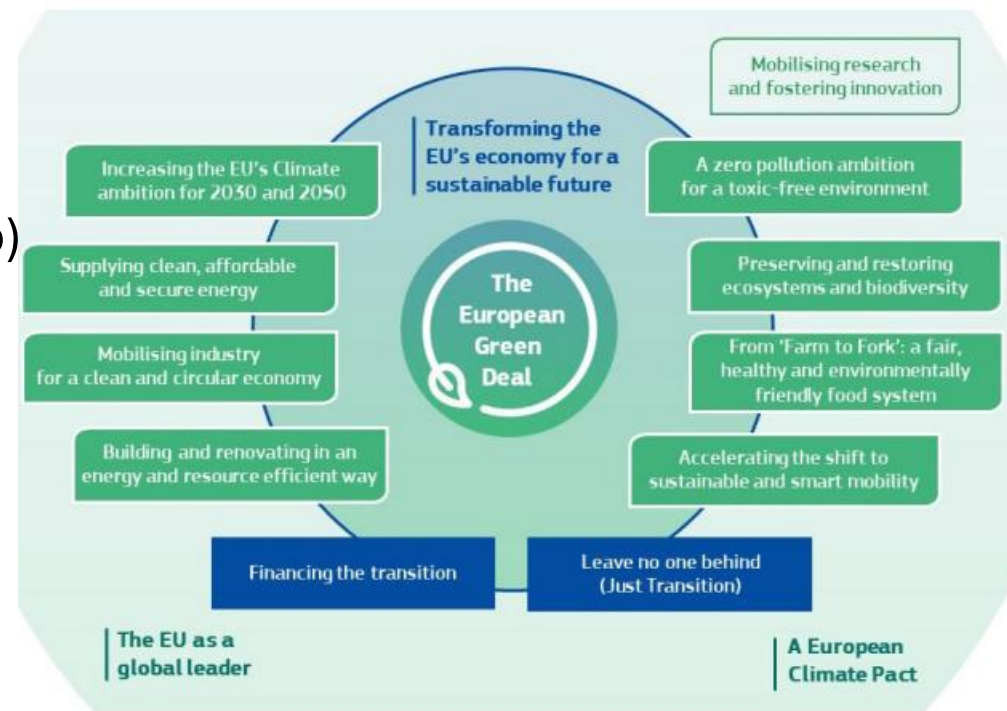 Mobilising research
and fostering innovation
Transforming the
EU's economy for a
sustainable future
Increasing the EU's Climate
ambition for 2030 and 2050
A zero pollution ambition
for a toxic-free environment
)
Supplying clean, affordable
and secure energy
The
European
Green
Deal
Preserving and restoring
ecosystems and biodiversity
Mobilising industry
for a clean and circular economy
From 'Farm to Fork': a fair,
healthy and environmentally
friendly food system
Building and renovating in an
energy and resource efficient way
Accelerating the shift to
sustainable and smart mobility
Financing the transition
Leave no one behind
(Just Transition)
The EU as a
global leader
A European
Climate Pact